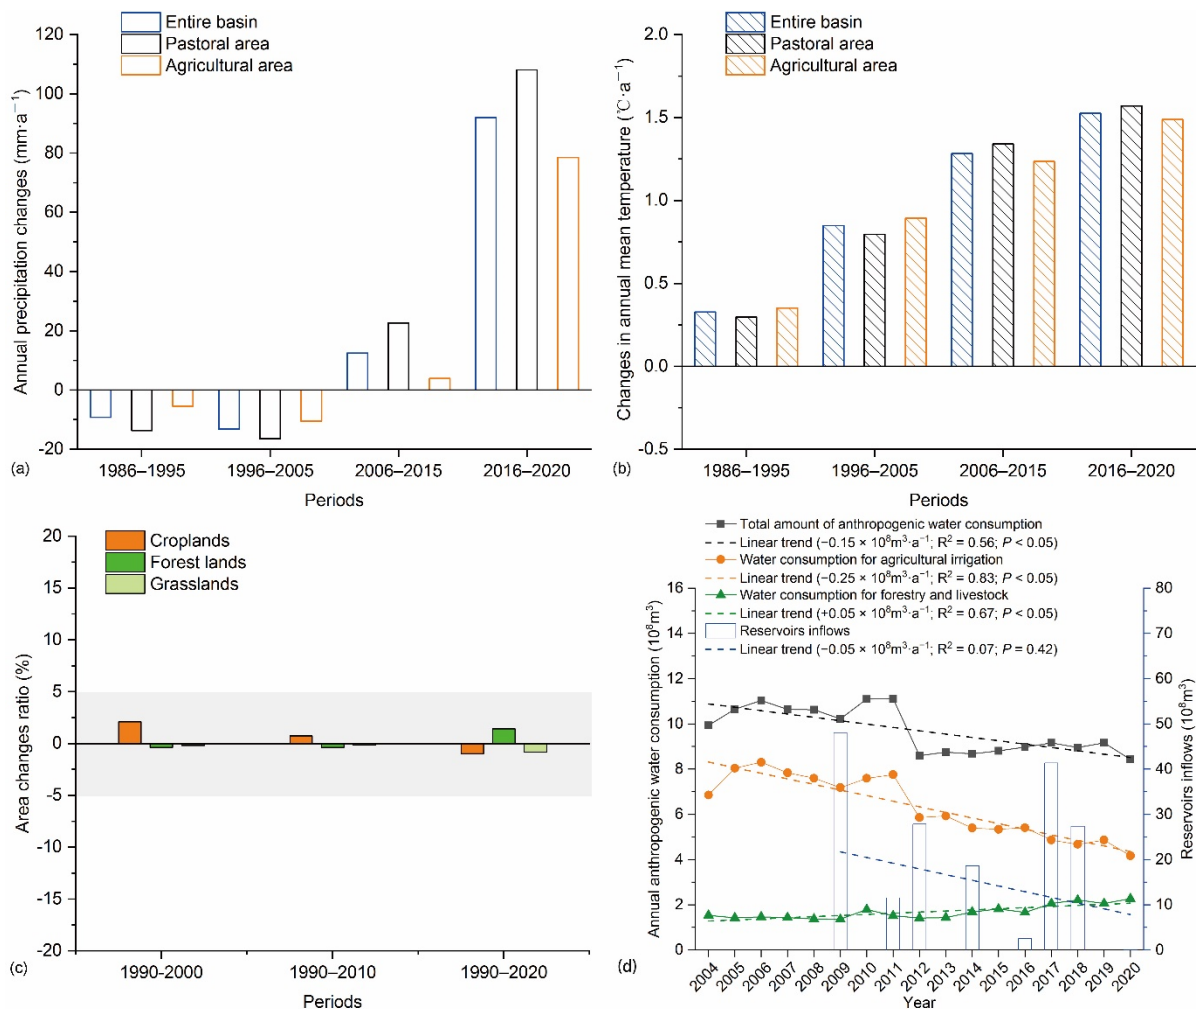 Entire basin
Pastoral area
Agricultural area
120
100
80
60
40
20
0
-20
Annual precipitation changes (mm·a⁻¹)
1986–1995 1996–2005 2006–2015 2016–2020
(a)
Periods
Entire basin
Pastoral area
Agricultural area
2.0
1.5
1.0
0.5
0.0
-0.5
Changes in annual mean temperature (℃·a⁻¹)
1986–1995 1996–2005 2006–2015 2016–2020
(b)
Periods
Croplands
Forest lands
Grasslands
20
15
10
5
0
-5
-10
-15
-20
Area changes ratio (%)
1990-2000 1990–2010 1990–2020
(c)
Periods
Total amount of anthropogenic water consumption
Linear trend (−0.15 × 10⁸m³·a⁻¹; R² = 0.56; P < 0.05)
Water consumption for agricultural irrigation
Linear trend (−0.25 × 10⁸m³·a⁻¹; R² = 0.83; P < 0.05)
Water consumption for forestry and livestock
Linear trend (+0.05 × 10⁸m³·a⁻¹; R² = 0.67; P < 0.05)
Reservoirs inflows
Linear trend (−0.05 × 10⁸m³·a⁻¹; R² = 0.07; P = 0.42)
16
14
12
10
8
6
4
2
0
Annual anthropogenic water consumption (10⁸m³)
80
70
60
50
40
30
20
10
0
Reservoirs inflows (10⁸m³)
2004 2005 2006 2007 2008 2009 2010 2011 2012 2013 2014 2015 2016 2017 2018 2019 2020
(d)
Year